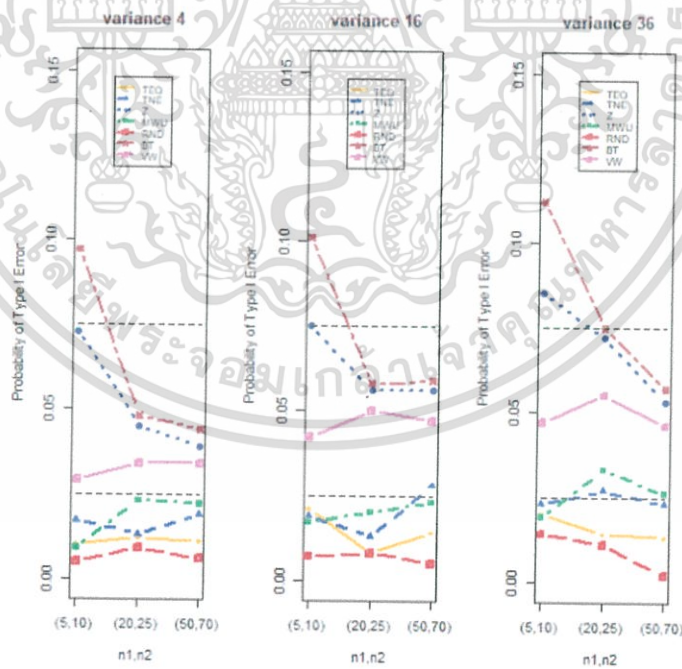 variance 4
variance 16
variance 36
Probability of Type I Error
0.00
0.05
0.10
0.15
TEQ
TNE
Z
MWU
RND
BT
VW
(5,10)
(20,25)
(50,70)
n1,n2
Probability of Type I Error
0.00
0.05
0.10
0.15
TEQ
TNE
Z
MWU
RND
BT
VW
(5,10)
(20,25)
(50,70)
n1,n2
Probability of Type I Error
0.00
0.05
0.10
0.15
TEQ
TNE
Z
MWU
RND
BT
VW
(5,10)
(20,25)
(50,70)
n1,n2